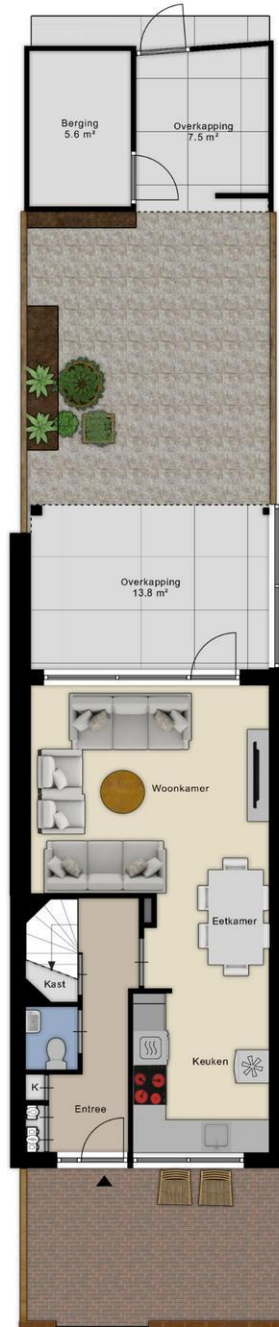 Berging
5.6 m²
Overkapping
7.5 m²
Overkapping
13.8 m²
Woonkamer
Eetkamer
Kast
Keuken
K
Entree